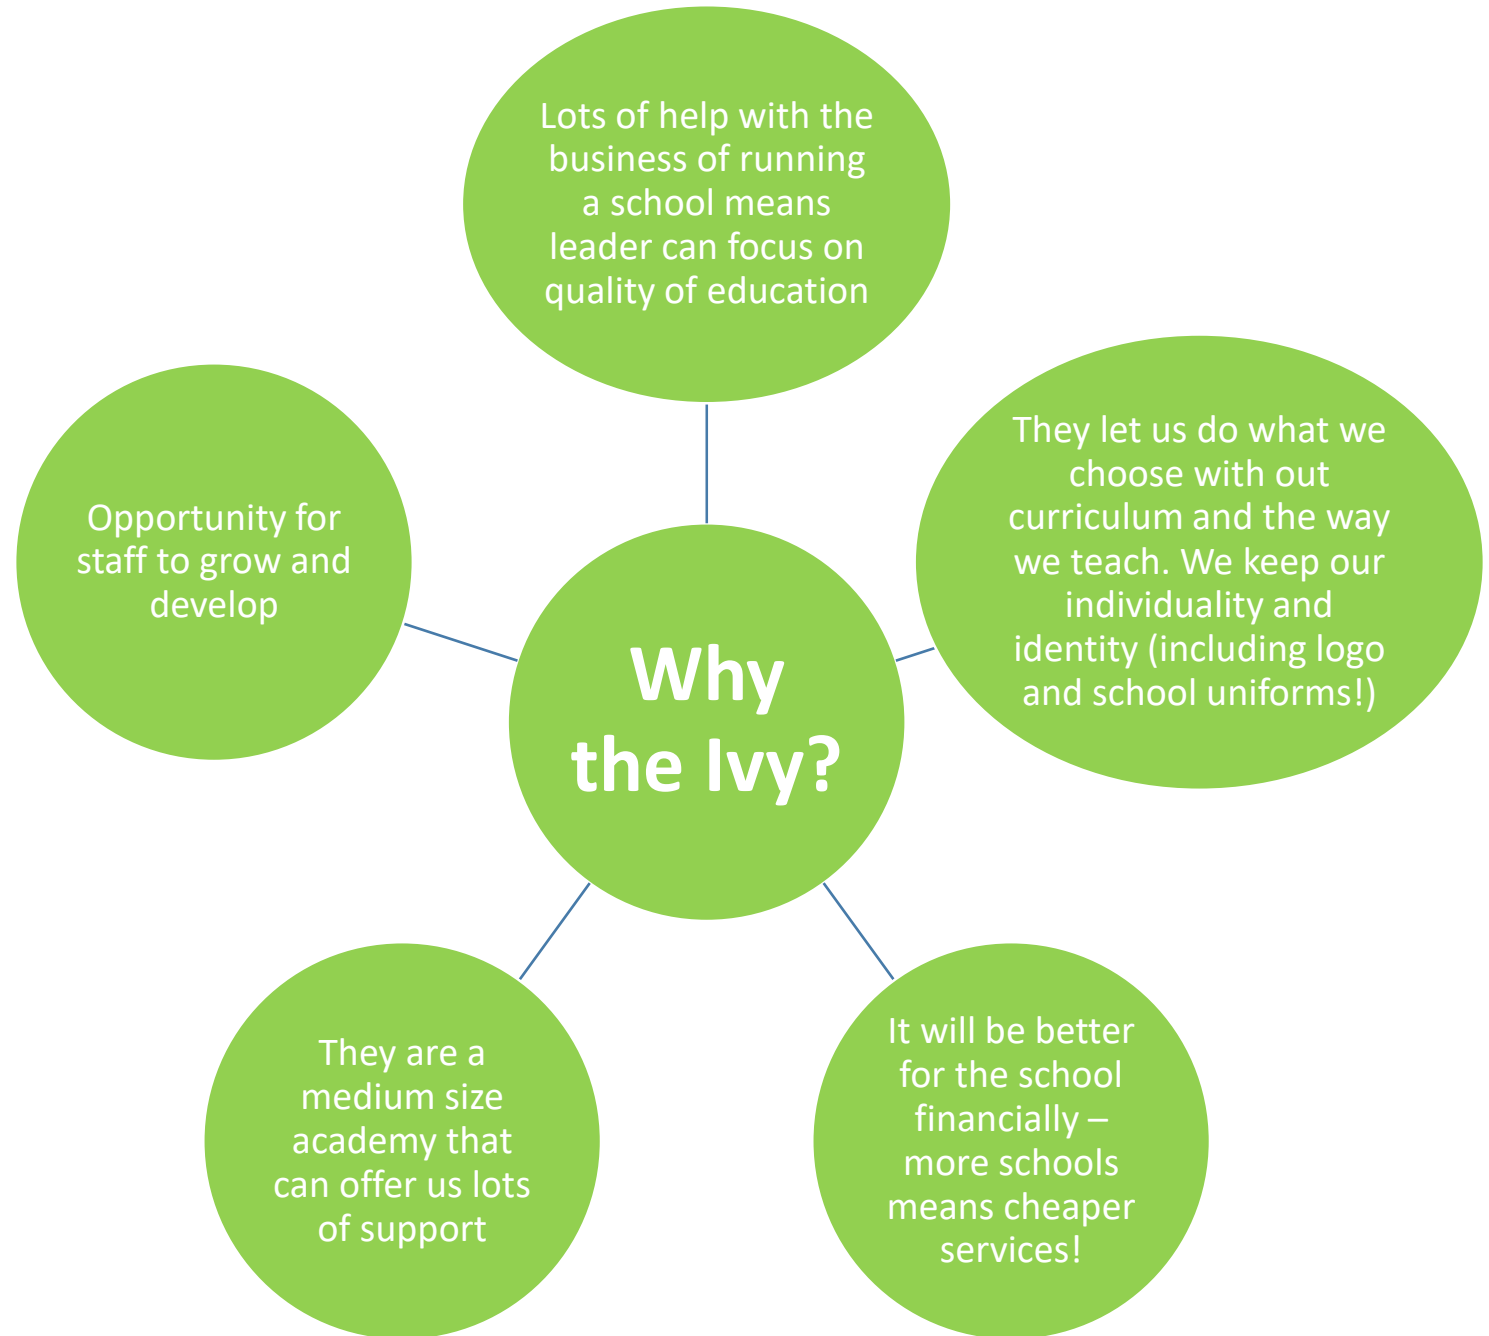 Lots of help with the
business of running
a school means
leader can focus on
quality of education
They let us do what we
choose with out
curriculum and the way
we teach. We keep our
individuality and
identity (including logo
and school uniforms!)
Opportunity for
staff to grow and
develop
Why
the Ivy?
They are a
medium size
academy that
can offer us lots
of support
It will be better
for the school
financially –
more schools
means cheaper
services!